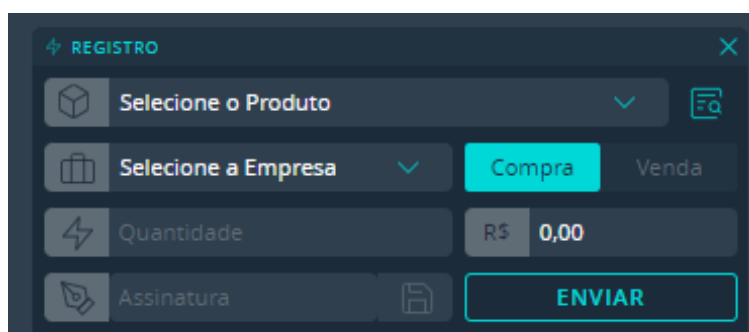 REGISTRO
Selecione o Produto
Selecione a Empresa
Compra
Venda
Quantidade
R$ 0,00
Assinatura
ENVIAR